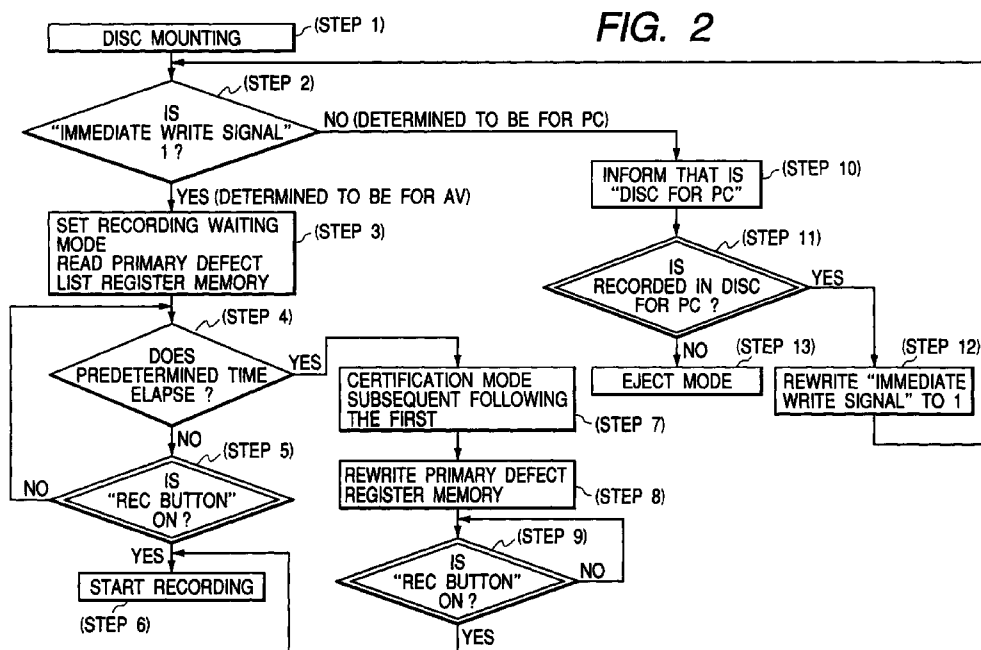 FIG. 2
DISC MOUNTING
(STEP 1)
(STEP 2)
IS
"IMMEDIATE WRITE SIGNAL"
1 ?
NO (DETERMINED TO BE FOR PC)
YES (DETERMINED TO BE FOR AV)
SET RECORDING WAITING
MODE
READ PRIMARY DEFECT
LIST REGISTER MEMORY
(STEP 3)
(STEP 4)
DOES
PREDETERMINED TIME
ELAPSE ?
YES
NO
(STEP 5)
IS
"REC BUTTON"
ON ?
NO
YES
START RECORDING
(STEP 6)
CERTIFICATION MODE
SUBSEQUENT FOLLOWING
THE FIRST
(STEP 7)
REWRITE PRIMARY DEFECT
REGISTER MEMORY
(STEP 8)
(STEP 9)
IS
"REC BUTTON"
ON ?
NO
YES
INFORM THAT IS
"DISC FOR PC"
(STEP 10)
(STEP 11)
IS
RECORDED IN DISC
FOR PC ?
YES
NO
(STEP 13)
EJECT MODE
(STEP 12)
REWRITE "IMMEDIATE
WRITE SIGNAL" TO 1